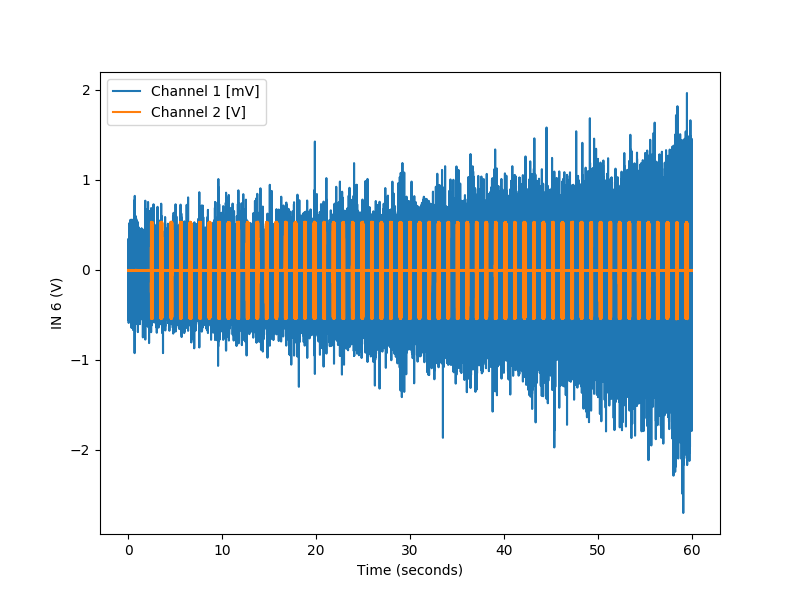 Channel 1 [mV]
Channel 2 [V]
2
1
0
−1
−2
IN 6 (V)
0 10 20 30 40 50 60
Time (seconds)